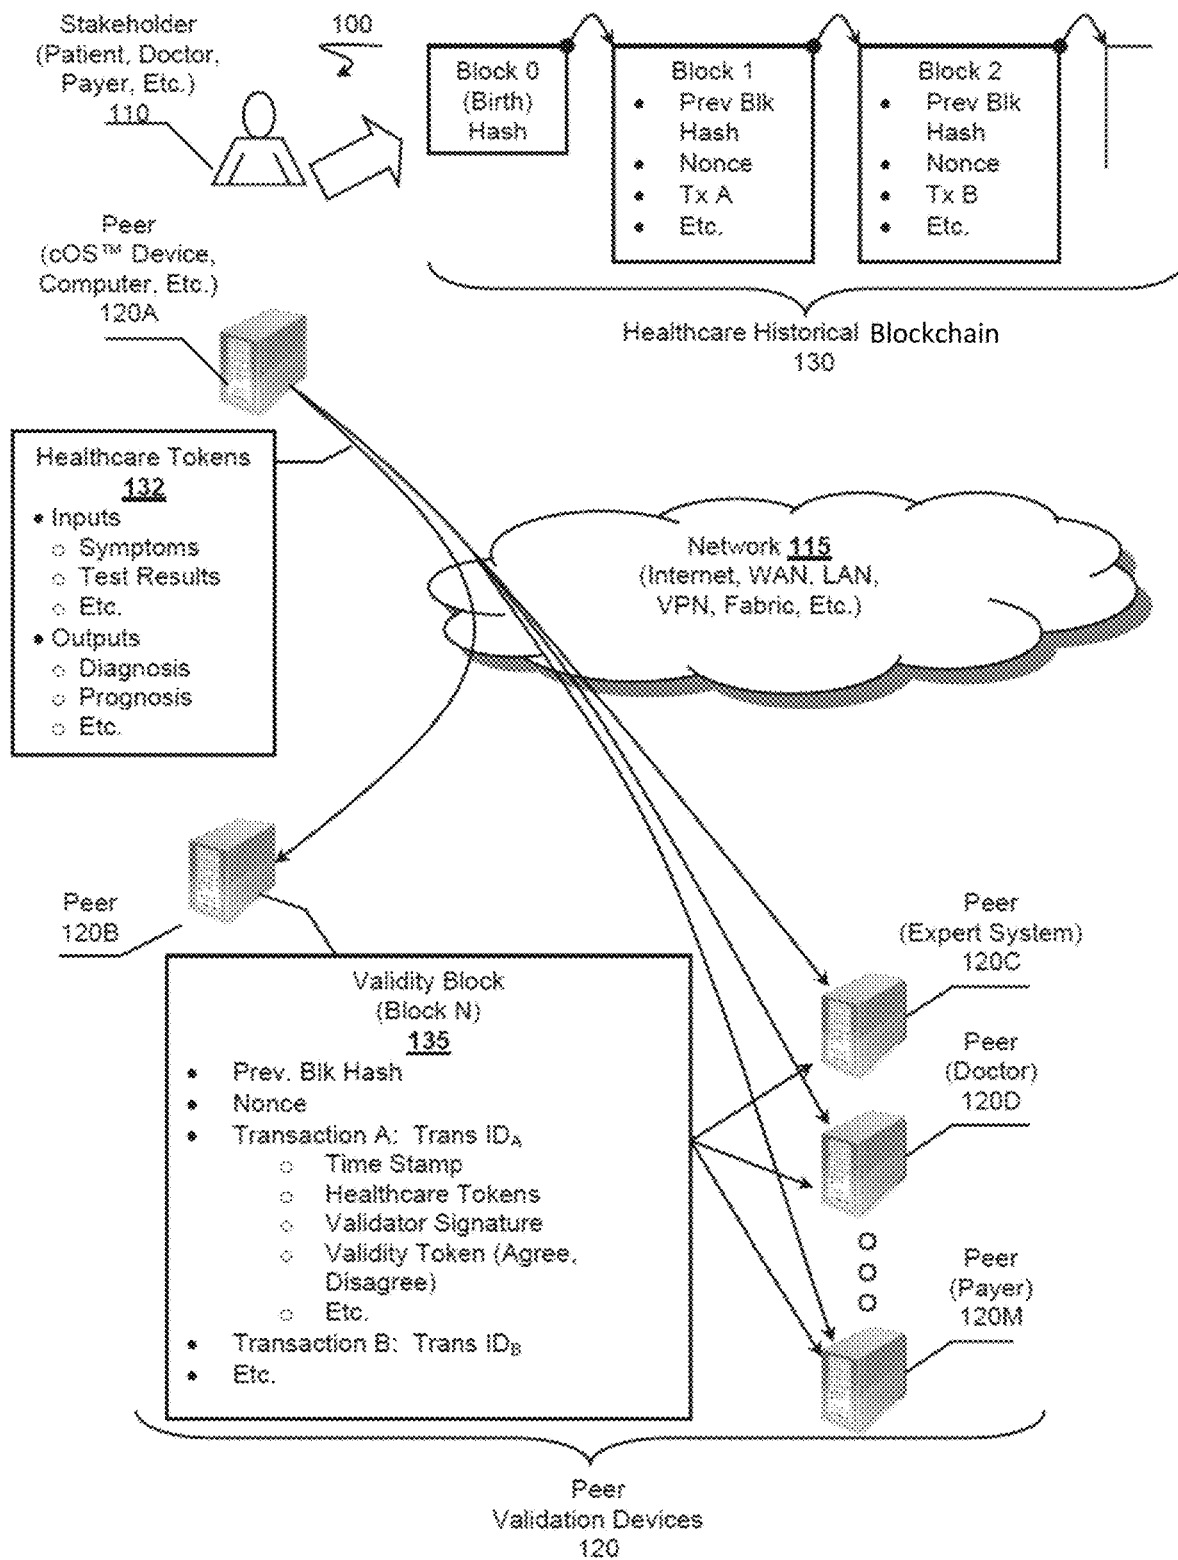 Stakeholder
(Patient, Doctor,
Payer, Etc.)
110
100
Block 0
(Birth)
Hash
Block 1
• Prev Blk
Hash
• Nonce
• Tx A
• Etc.
Block 2
• Prev Blk
Hash
• Nonce
• Tx B
• Etc.
Healthcare Historical Blockchain
130
Peer
(cOS™ Device,
Computer, Etc.)
120A
Healthcare Tokens
132
• Inputs
○ Symptoms
○ Test Results
○ Etc.
• Outputs
○ Diagnosis
○ Prognosis
○ Etc.
Network 115
(Internet, WAN, LAN,
VPN, Fabric, Etc.)
Peer
120B
Validity Block
(Block N)
135
• Prev. Blk Hash
• Nonce
• Transaction A: Trans IDA
○ Time Stamp
○ Healthcare Tokens
○ Validator Signature
○ Validity Token (Agree,
Disagree)
○ Etc.
• Transaction B: Trans IDB
• Etc.
Peer
(Expert System)
120C
Peer
(Doctor)
120D
Peer
(Payer)
120M
Peer
Validation Devices
120